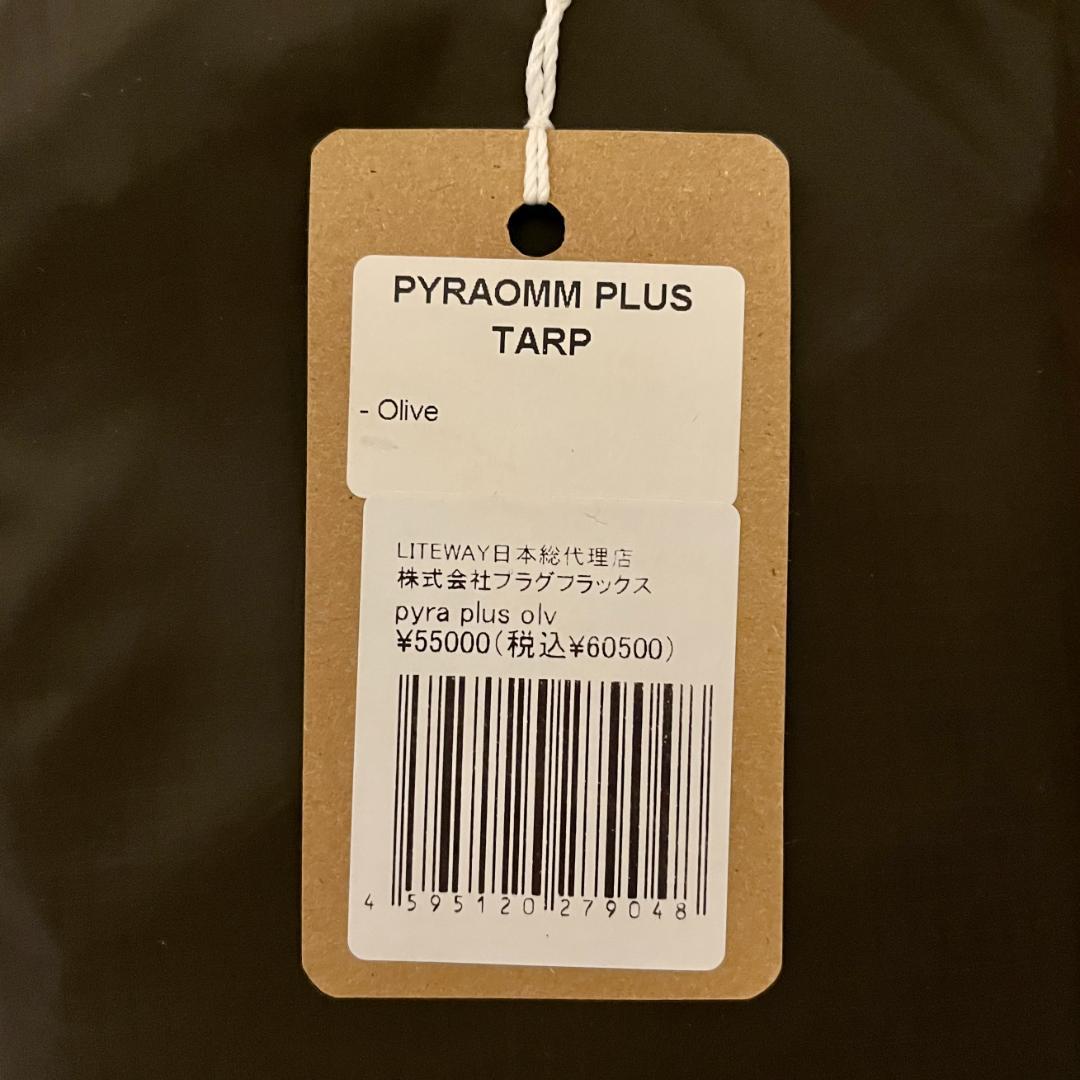 PYRAOMM PLUS
TARP
- Olive
LITEWAY日本総代理店
株式会社プラグフラックス
pyra plus olv
¥55000(税込¥60500)
4 595120 279048